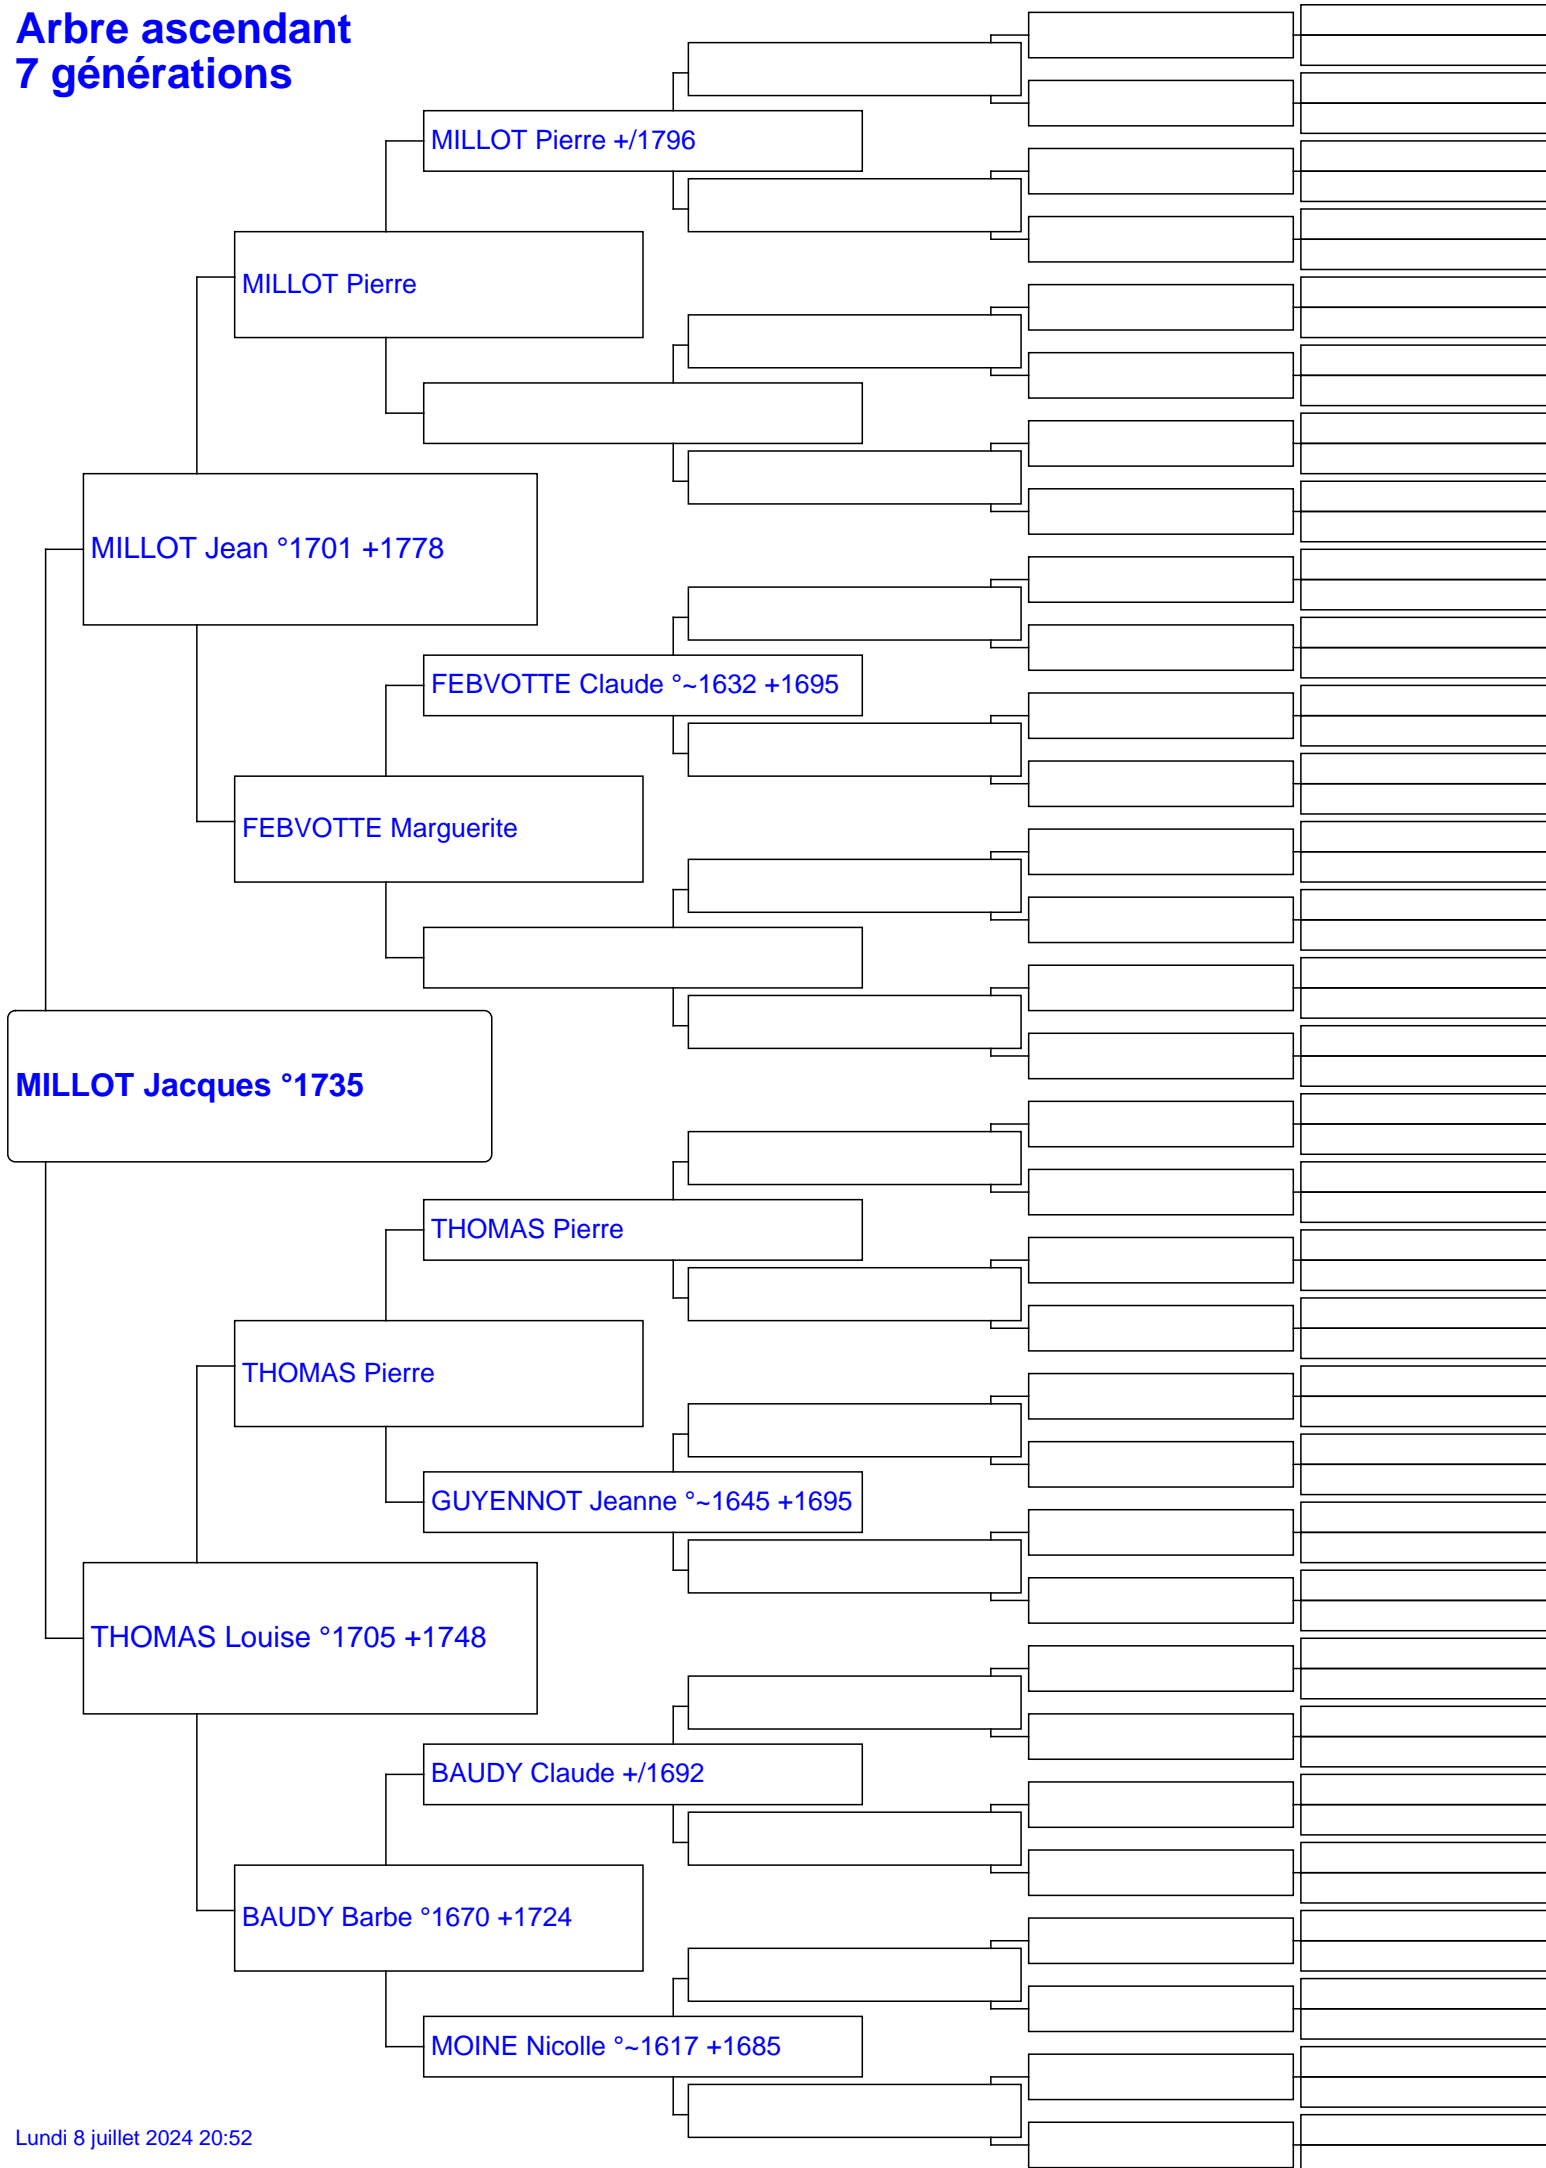 Arbre ascendant
7 générations
MILLOT Pierre +/1796
MILLOT Pierre
MILLOT Jean °1701 +1778
FEBVOTTE Claude °~1632 +1695
FEBVOTTE Marguerite
MILLOT Jacques °1735
THOMAS Pierre
THOMAS Pierre
GUYENNOT Jeanne °~1645 +1695
THOMAS Louise °1705 +1748
BAUDY Claude +/1692
BAUDY Barbe °1670 +1724
MOINE Nicolle °~1617 +1685
Lundi 8 juillet 2024 20:52